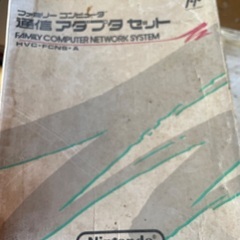 ファミリー コンピュータ
通信 アダプタ セット
FAMILY COMPUTER NETWORK SYSTEM
HVC-FCNS-A
Nintendo